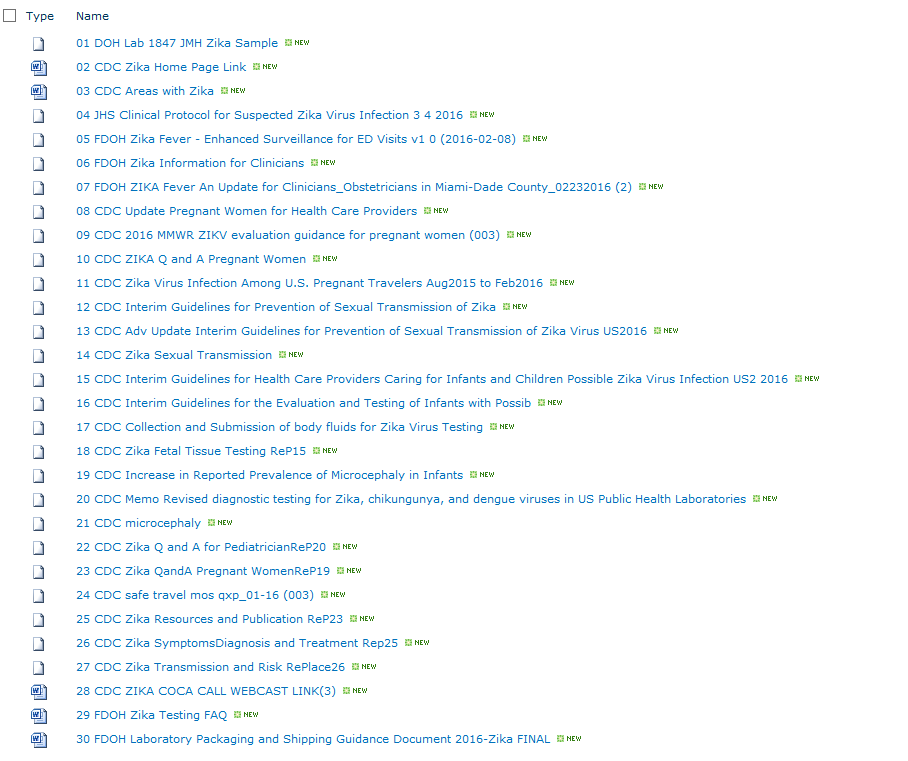 Type Name
01 DOH Lab 1847 JMH Zika Sample NEW
02 CDC Zika Home Page Link NEW
03 CDC Areas with Zika NEW
04 JHS Clinical Protocol for Suspected Zika Virus Infection 3 4 2016 NEW
05 FDOH Zika Fever - Enhanced Surveillance for ED Visits v1 0 (2016-02-08) NEW
06 FDOH Zika Information for Clinicians NEW
07 FDOH ZIKA Fever An Update for Clinicians_Obstetricians in Miami-Dade County_02232016 (2) NEW
08 CDC Update Pregnant Women for Health Care Providers NEW
09 CDC 2016 MMWR ZIKV evaluation guidance for pregnant women (003) NEW
10 CDC ZIKA Q and A Pregnant Women NEW
11 CDC Zika Virus Infection Among U.S. Pregnant Travelers Aug2015 to Feb2016 NEW
12 CDC Interim Guidelines for Prevention of Sexual Transmission of Zika NEW
13 CDC Adv Update Interim Guidelines for Prevention of Sexual Transmission of Zika Virus US2016 NEW
14 CDC Zika Sexual Transmission NEW
15 CDC Interim Guidelines for Health Care Providers Caring for Infants and Children Possible Zika Virus Infection US2 2016 NEW
16 CDC Interim Guidelines for the Evaluation and Testing of Infants with Possib NEW
17 CDC Collection and Submission of body fluids for Zika Virus Testing NEW
18 CDC Zika Fetal Tissue Testing ReP15 NEW
19 CDC Increase in Reported Prevalence of Microcephaly in Infants NEW
20 CDC Memo Revised diagnostic testing for Zika, chikungunya, and dengue viruses in US Public Health Laboratories NEW
21 CDC microcephaly NEW
22 CDC Zika Q and A for PediatricianReP20 NEW
23 CDC Zika QandA Pregnant WomenReP19 NEW
24 CDC safe travel mos qxp_01-16 (003) NEW
25 CDC Zika Resources and Publication ReP23 NEW
26 CDC Zika SymptomsDiagnosis and Treatment Rep25 NEW
27 CDC Zika Transmission and Risk RePlace26 NEW
28 CDC ZIKA COCA CALL WEBCAST LINK(3) NEW
29 FDOH Zika Testing FAQ NEW
30 FDOH Laboratory Packaging and Shipping Guidance Document 2016-Zika FINAL NEW